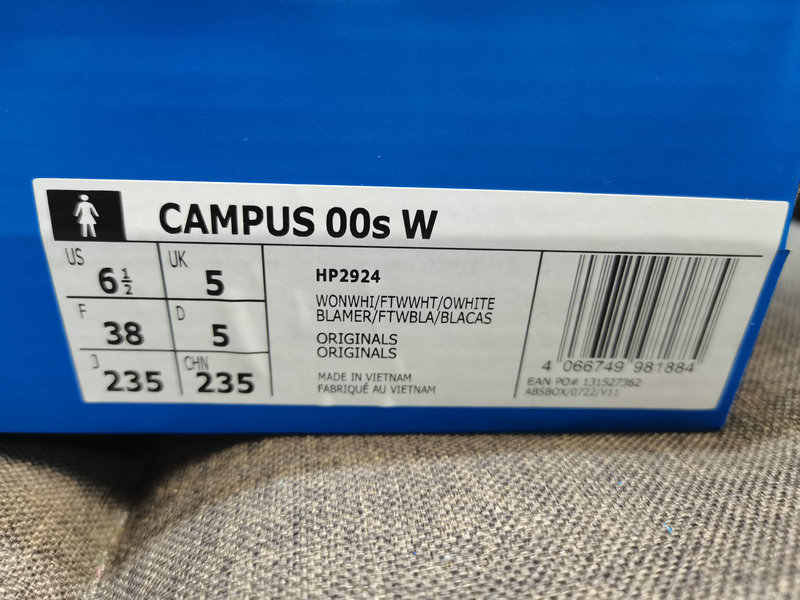 CAMPUS 00s W
US 6½ UK 5
F 38 D 5
J 235 CHN 235
HP2924
WONWHI/FTWWHT/OWHITE
BLAMER/FTWBLA/BLACAS
ORIGINALS
ORIGINALS
MADE IN VIETNAM
FABRIQUÉ AU VIETNAM
4 066749 981884
EAN PO# 131527362
ABSBOX/0722/V11